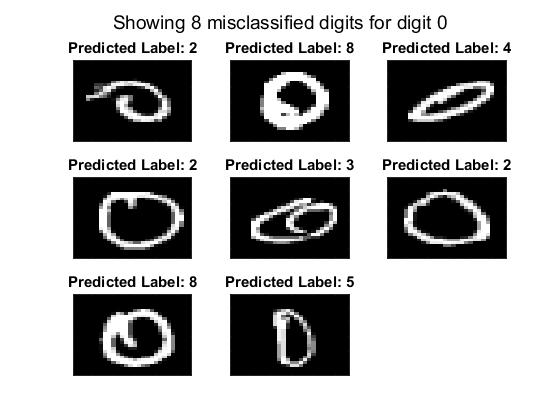 Showing 8 misclassified digits for digit 0
Predicted Label: 2
Predicted Label: 8
Predicted Label: 4
Predicted Label: 2
Predicted Label: 3
Predicted Label: 2
Predicted Label: 8
Predicted Label: 5